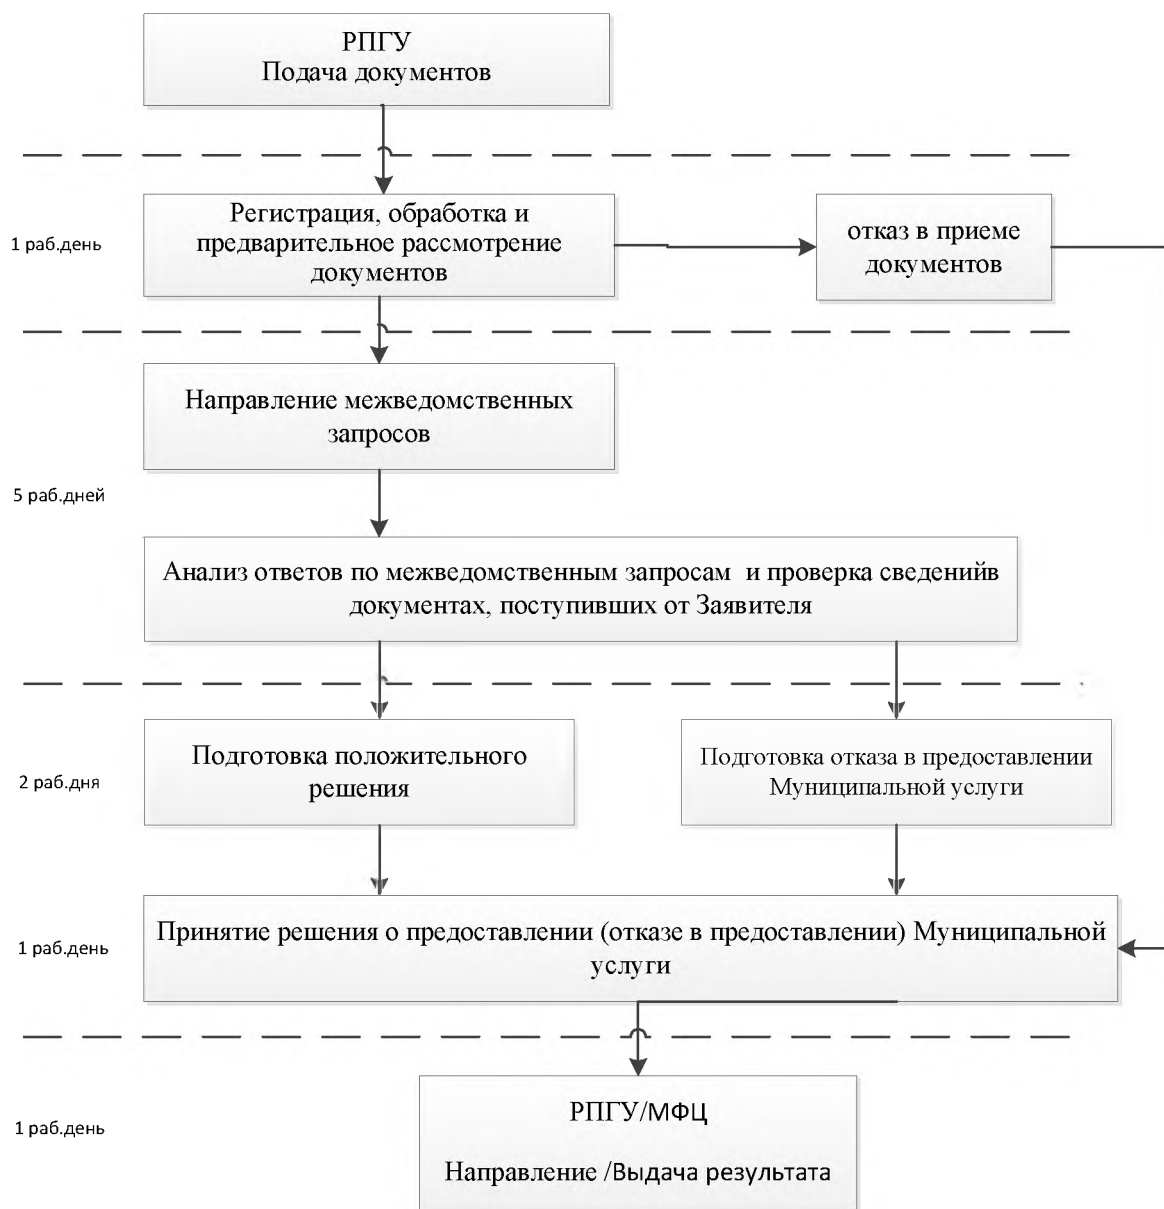 РПГУ
Подача документов
1 раб.день
Регистрация, обработка и
предварительное рассмотрение
документов
отказ в приеме
документов
Направление межведомственных
запросов
5 раб.дней
Анализ ответов по межведомственным запросам и проверка сведенийв
документах, поступивших от Заявителя
2 раб.дня
Подготовка положительного
решения
Подготовка отказа в предоставлении
Муниципальной услуги
1 раб.день
Принятие решения о предоставлении (отказе в предоставлении) Муниципальной
услуги
1 раб.день
РПГУ/МФЦ
Направление /Выдача результата